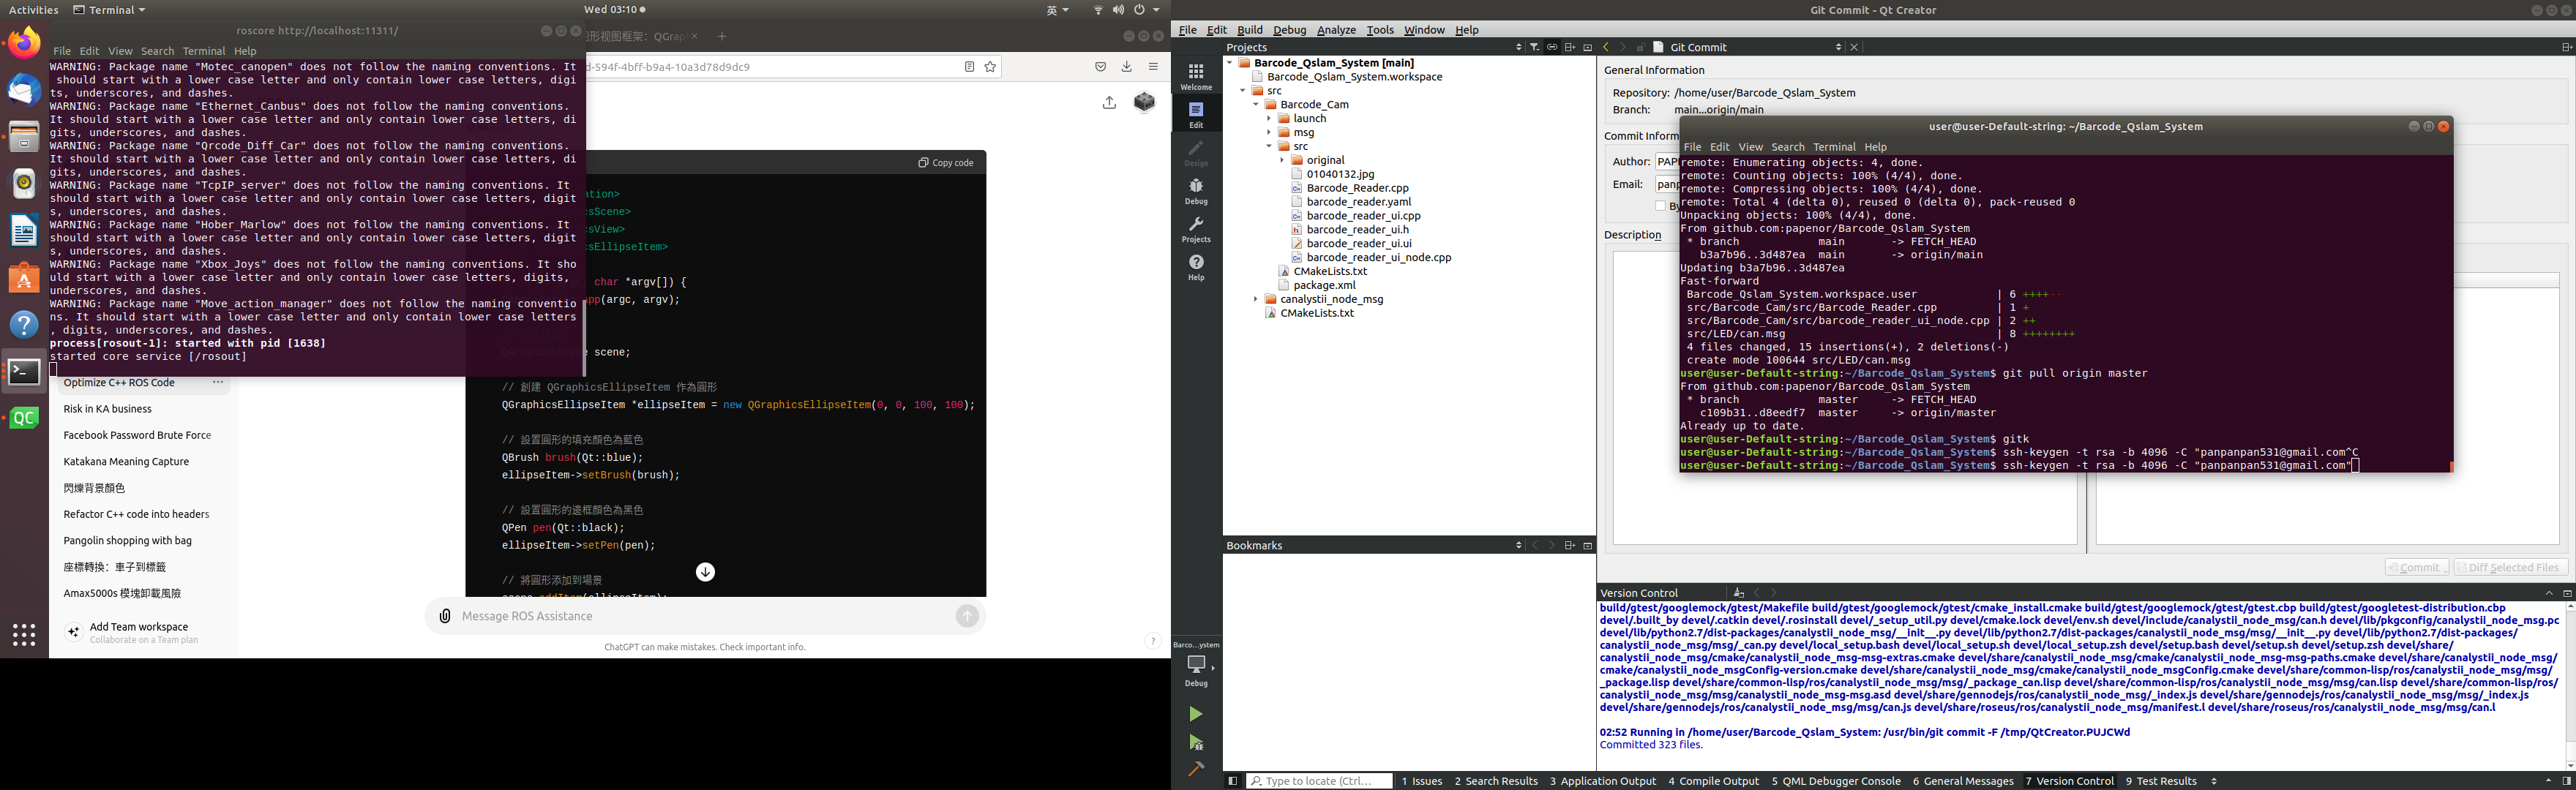 Activities
Terminal
Wed 03:10
英
roscore http://localhost:11311/
形视图框架：QGrap
File Edit View Search Terminal Help
d-594f-4bff-b9a4-10a3d78d9dc9
WARNING: Package name "Motec_canopen" does not follow the naming conventions. It
should start with a lower case letter and only contain lower case letters, digi
ts, underscores, and dashes.
WARNING: Package name "Ethernet_Canbus" does not follow the naming conventions.
It should start with a lower case letter and only contain lower case letters, di
gits, underscores, and dashes.
WARNING: Package name "Qrcode_Diff_Car" does not follow the naming conventions.
It should start with a lower case letter and only contain lower case letters, di
gits, underscores, and dashes.
WARNING: Package name "TcpIP_server" does not follow the naming conventions. It
should start with a lower case letter and only contain lower case letters, digit
s, underscores, and dashes.
WARNING: Package name "Hober_Marlow" does not follow the naming conventions. It
should start with a lower case letter and only contain lower case letters, digit
s, underscores, and dashes.
WARNING: Package name "Xbox_Joys" does not follow the naming conventions. It sho
uld start with a lower case letter and only contain lower case letters, digits,
underscores, and dashes.
WARNING: Package name "Move_action_manager" does not follow the naming conventio
ns. It should start with a lower case letter and only contain lower case letters
, digits, underscores, and dashes.
process[rosout-1]: started with pid [1638]
started core service [/rosout]
Optimize C++ ROS Code
Risk in KA business
Facebook Password Brute Force
Katakana Meaning Capture
閃爍背景顏色
Refactor C++ code into headers
Pangolin shopping with bag
座標轉換：車子到標籤
Amax5000s 模塊卸載風險
Add Team workspace
Collaborate on a Team plan
Copy code
ation>
csScene>
csView>
csEllipseItem>
char *argv[]) {
pp(argc, argv);
QGraphicsScene scene;
// 創建 QGraphicsEllipseItem 作為圓形
QGraphicsEllipseItem *ellipseItem = new QGraphicsEllipseItem(0, 0, 100, 100);
// 設置圓形的填充顏色為藍色
QBrush brush(Qt::blue);
ellipseItem->setBrush(brush);
// 設置圓形的邊框顏色為黑色
QPen pen(Qt::black);
ellipseItem->setPen(pen);
// 將圓形添加到場景
scene.addItem(ellipseItem);
Message ROS Assistance
ChatGPT can make mistakes. Check important info.
?
QC
Git Commit - Qt Creator
File Edit Build Debug Analyze Tools Window Help
Projects
Git Commit
Welcome
Edit
Design
Debug
Projects
Help
Barcode_Qslam_System [main]
Barcode_Qslam_System.workspace
src
Barcode_Cam
launch
msg
src
original
01040132.jpg
Barcode_Reader.cpp
barcode_reader.yaml
barcode_reader_ui.cpp
barcode_reader_ui.h
barcode_reader_ui.ui
barcode_reader_ui_node.cpp
CMakeLists.txt
package.xml
canalystii_node_msg
CMakeLists.txt
Bookmarks
Barco...ystem
Debug
General Information
Repository: /home/user/Barcode_Qslam_System
Branch: main...origin/main
Commit Inform
Author: PAP
Email: panp
By
Description
user@user-Default-string: ~/Barcode_Qslam_System
File Edit View Search Terminal Help
remote: Enumerating objects: 4, done.
remote: Counting objects: 100% (4/4), done.
remote: Compressing objects: 100% (4/4), done.
remote: Total 4 (delta 0), reused 0 (delta 0), pack-reused 0
Unpacking objects: 100% (4/4), done.
From github.com:papenor/Barcode_Qslam_System
* branch main -> FETCH_HEAD
b3a7b96..3d487ea main -> origin/main
Updating b3a7b96..3d487ea
Fast-forward
Barcode_Qslam_System.workspace.user | 6 ++++--
src/Barcode_Cam/src/Barcode_Reader.cpp | 1 +
src/Barcode_Cam/src/barcode_reader_ui_node.cpp | 2 ++
src/LED/can.msg | 8 ++++++++
4 files changed, 15 insertions(+), 2 deletions(-)
create mode 100644 src/LED/can.msg
user@user-Default-string:~/Barcode_Qslam_System$ git pull origin master
From github.com:papenor/Barcode_Qslam_System
* branch master -> FETCH_HEAD
c109b31..d8eedf7 master -> origin/master
Already up to date.
user@user-Default-string:~/Barcode_Qslam_System$ gitk
user@user-Default-string:~/Barcode_Qslam_System$ ssh-keygen -t rsa -b 4096 -C "panpanpan531@gmail.com^C
user@user-Default-string:~/Barcode_Qslam_System$ ssh-keygen -t rsa -b 4096 -C "panpanpan531@gmail.com"
Commit
Diff Selected Files
Version Control
build/gtest/googlemock/gtest/Makefile build/gtest/googlemock/gtest/cmake_install.cmake build/gtest/googlemock/gtest/gtest.cbp build/gtest/googletest-distribution.cbp
devel/.built_by devel/.catkin devel/.rosinstall devel/_setup_util.py devel/cmake.lock devel/env.sh devel/include/canalystii_node_msg/can.h devel/lib/pkgconfig/canalystii_node_msg.pc
devel/lib/python2.7/dist-packages/canalystii_node_msg/__init__.py devel/lib/python2.7/dist-packages/canalystii_node_msg/msg/__init__.py devel/lib/python2.7/dist-packages/
canalystii_node_msg/msg/_can.py devel/local_setup.bash devel/local_setup.sh devel/local_setup.zsh devel/setup.bash devel/setup.sh devel/setup.zsh devel/share/
canalystii_node_msg/cmake/canalystii_node_msg-msg-extras.cmake devel/share/canalystii_node_msg/cmake/canalystii_node_msg-msg-paths.cmake devel/share/canalystii_node_msg/
cmake/canalystii_node_msgConfig-version.cmake devel/share/canalystii_node_msg/cmake/canalystii_node_msgConfig.cmake devel/share/common-lisp/ros/canalystii_node_msg/msg/
_package.lisp devel/share/common-lisp/ros/canalystii_node_msg/msg/_package_can.lisp devel/share/common-lisp/ros/canalystii_node_msg/msg/can.lisp devel/share/common-lisp/ros/
canalystii_node_msg/msg/canalystii_node_msg-msg.asd devel/share/gennodejs/ros/canalystii_node_msg/_index.js devel/share/gennodejs/ros/canalystii_node_msg/msg/_index.js
devel/share/gennodejs/ros/canalystii_node_msg/msg/can.js devel/share/roseus/ros/canalystii_node_msg/manifest.l devel/share/roseus/ros/canalystii_node_msg/msg/can.l
02:52 Running in /home/user/Barcode_Qslam_System: /usr/bin/git commit -F /tmp/QtCreator.PUJCWd
Committed 323 files.
Type to locate (Ctrl...
1 Issues 2 Search Results 3 Application Output 4 Compile Output 5 QML Debugger Console 6 General Messages 7 Version Control 9 Test Results